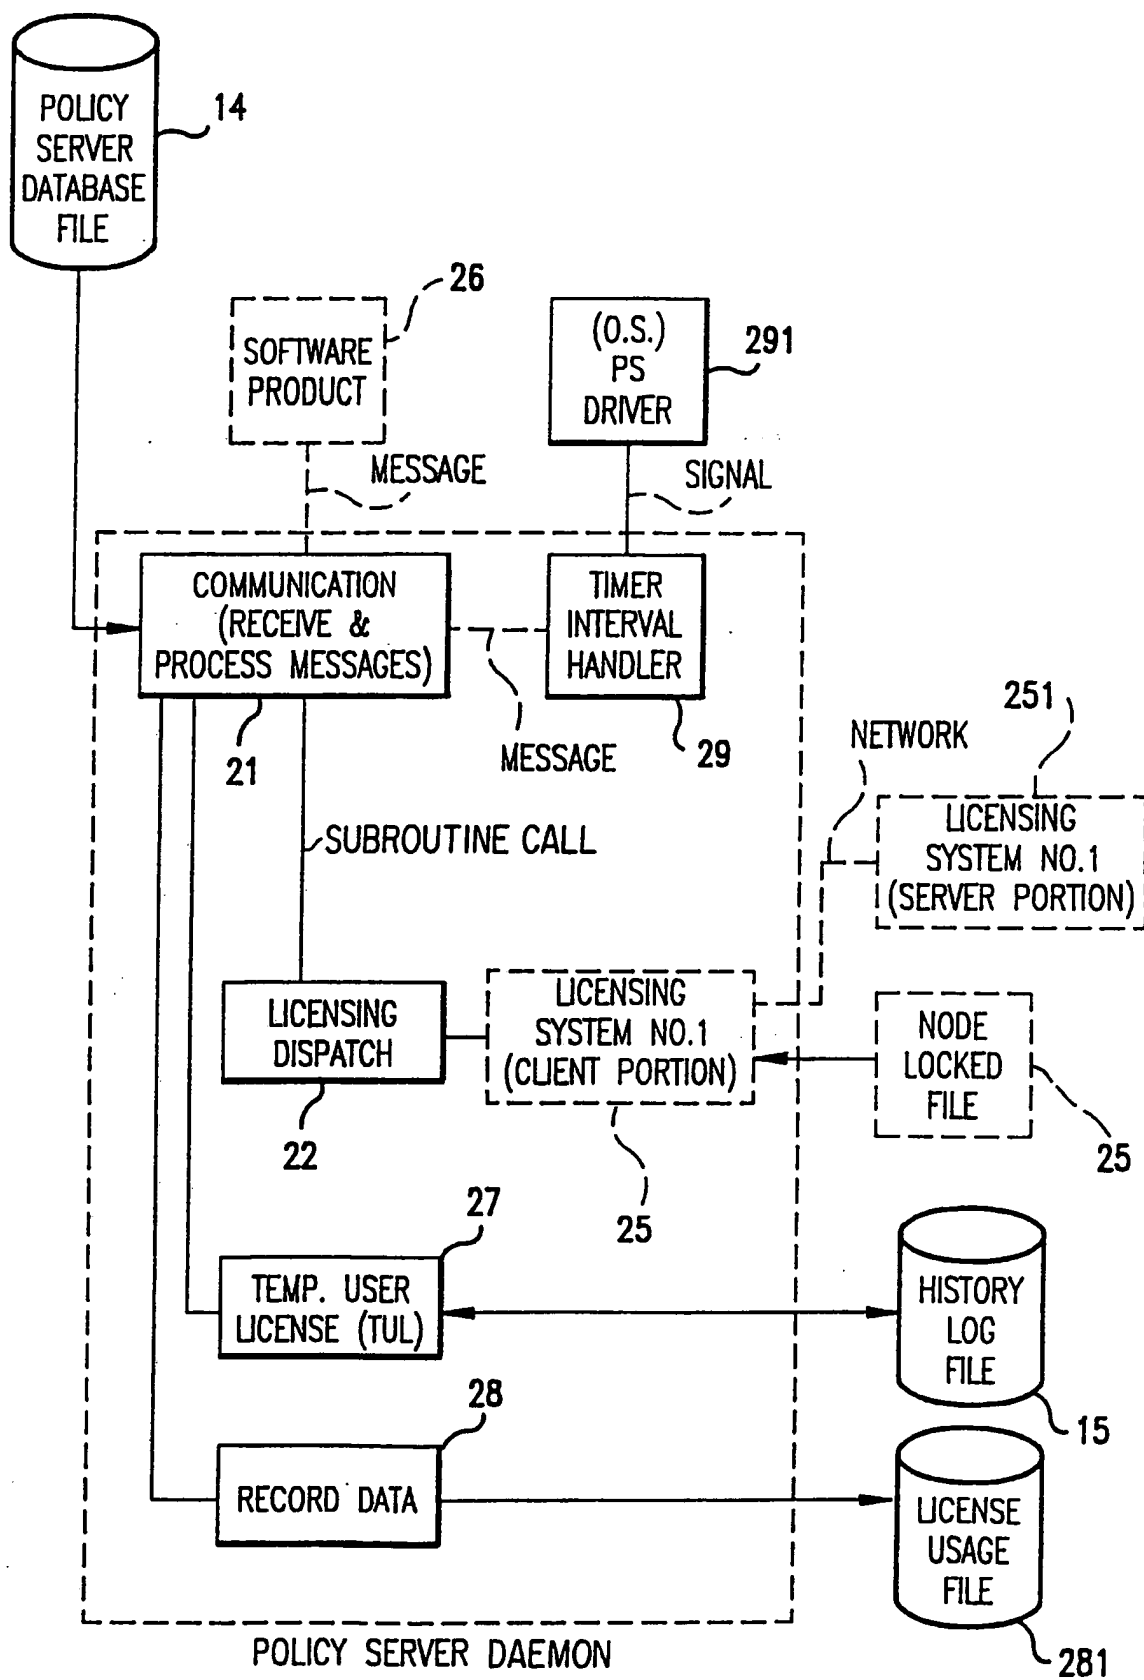 POLICY
SERVER
DATABASE
FILE
14
SOFTWARE
PRODUCT
26
(O.S.)
PS
DRIVER
291
MESSAGE
SIGNAL
COMMUNICATION
(RECEIVE &
PROCESS MESSAGES)
21
TIMER
INTERVAL
HANDLER
29
MESSAGE
SUBROUTINE CALL
NETWORK
251
LICENSING
SYSTEM NO.1
(SERVER PORTION)
LICENSING
DISPATCH
22
LICENSING
SYSTEM NO.1
(CLIENT PORTION)
25
NODE
LOCKED
FILE
25
TEMP. USER
LICENSE (TUL)
27
HISTORY
LOG
FILE
15
RECORD DATA
28
LICENSE
USAGE
FILE
281
POLICY SERVER DAEMON